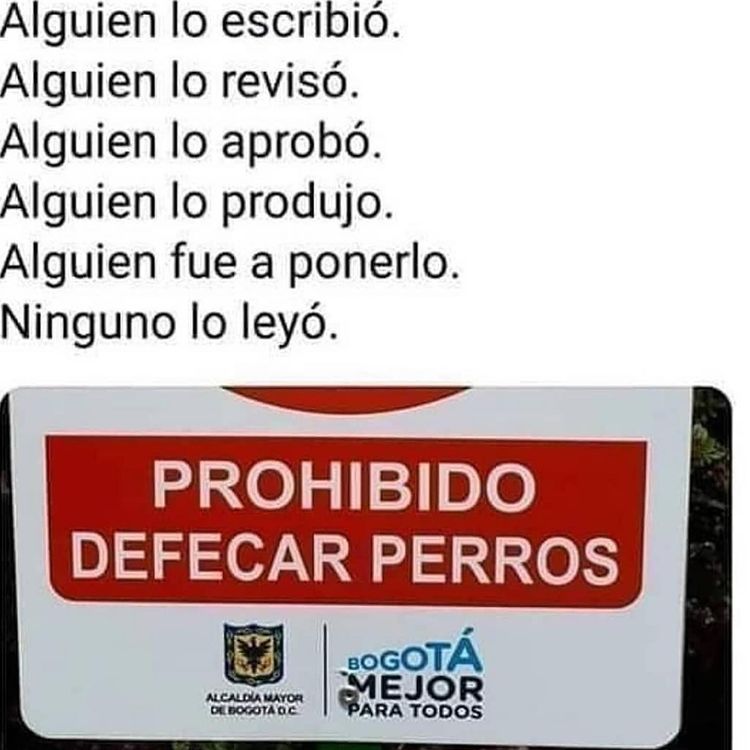 Alguien lo escribió.
Alguien lo revisó.
Alguien lo aprobó.
Alguien lo produjo.
Alguien fue a ponerlo.
Ninguno lo leyó.
PROHIBIDO
DEFECAR PERROS
ALCALDÍA MAYOR
DE BOGOTÁ D.C.
BOGOTÁ
MEJOR
PARA TODOS